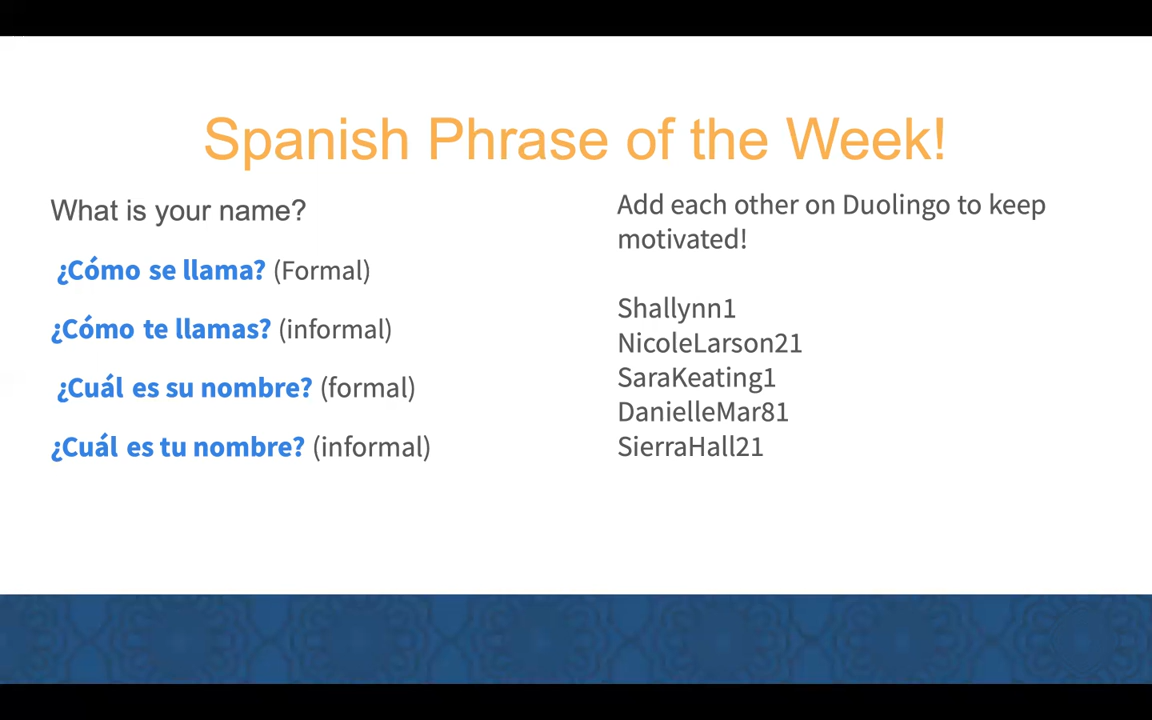 Spanish Phrase of the Week!
What is your name?
¿Cómo se llama? (Formal)
¿Cómo te llamas? (informal)
¿Cuál es su nombre? (formal)
¿Cuál es tu nombre? (informal)
Add each other on Duolingo to keep
motivated!
Shallynn1
NicoleLarson21
SaraKeating1
DanielleMar81
SierraHall21